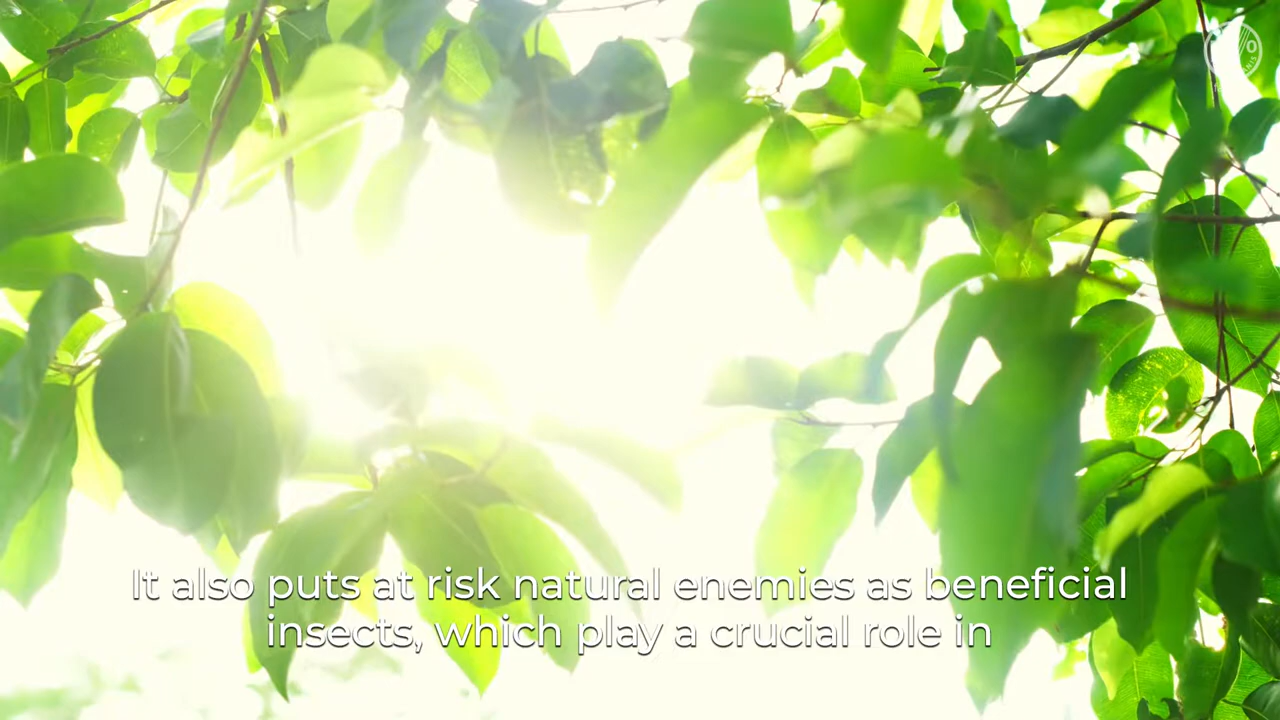 It also puts at risk natural enemies as beneficial
insects, which play a crucial role in